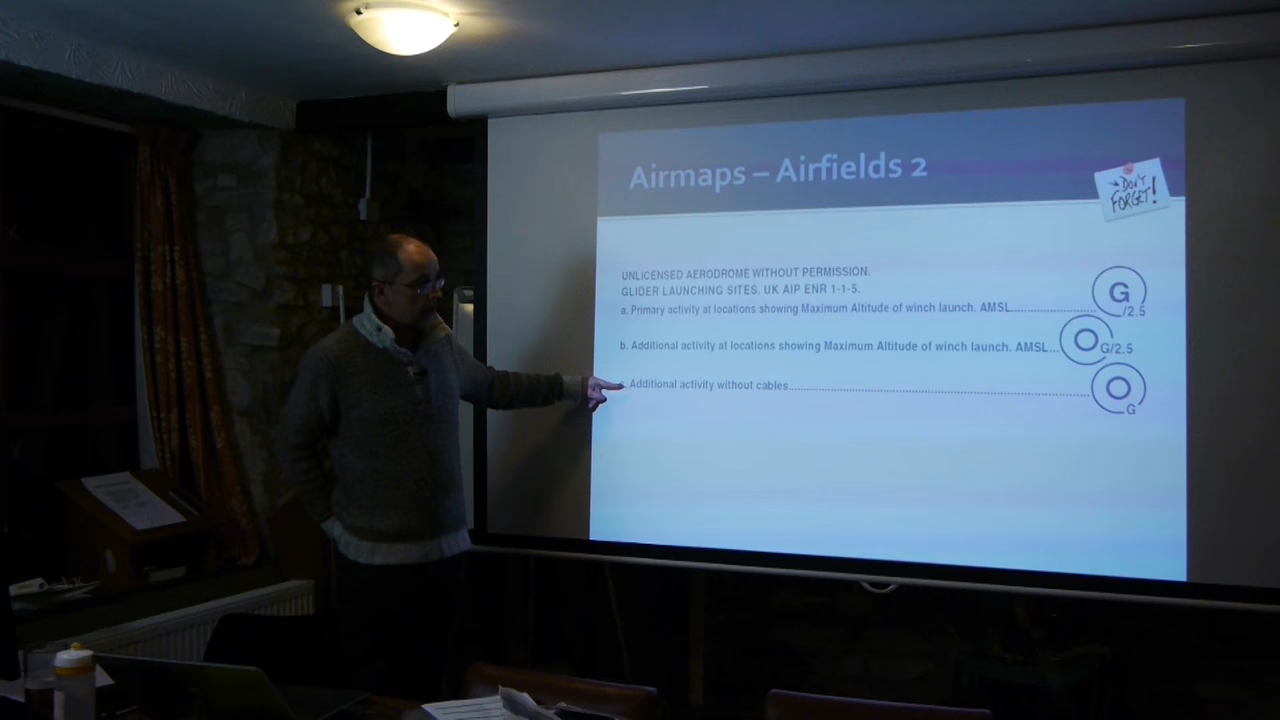 Airmaps – Airfields 2
DON'T
FORGET!
UNLICENSED AERODROME WITHOUT PERMISSION.
GLIDER LAUNCHING SITES. UK AIP ENR 1-1-5.
a. Primary activity at locations showing Maximum Altitude of winch launch. AMSL
G
/2.5
b. Additional activity at locations showing Maximum Altitude of winch launch. AMSL...
G/2.5
Additional activity without cables
G